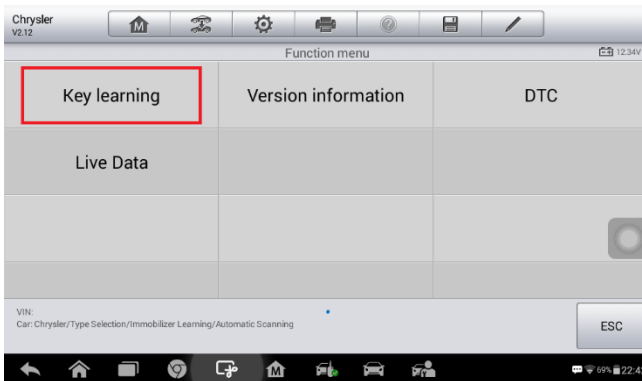 Chrysler
V2.12
Function menu
12.34V
Key learning
Version information
DTC
Live Data
VIN:
Car: Chrysler/Type Selection/Immobilizer Learning/Automatic Scanning
ESC
69%